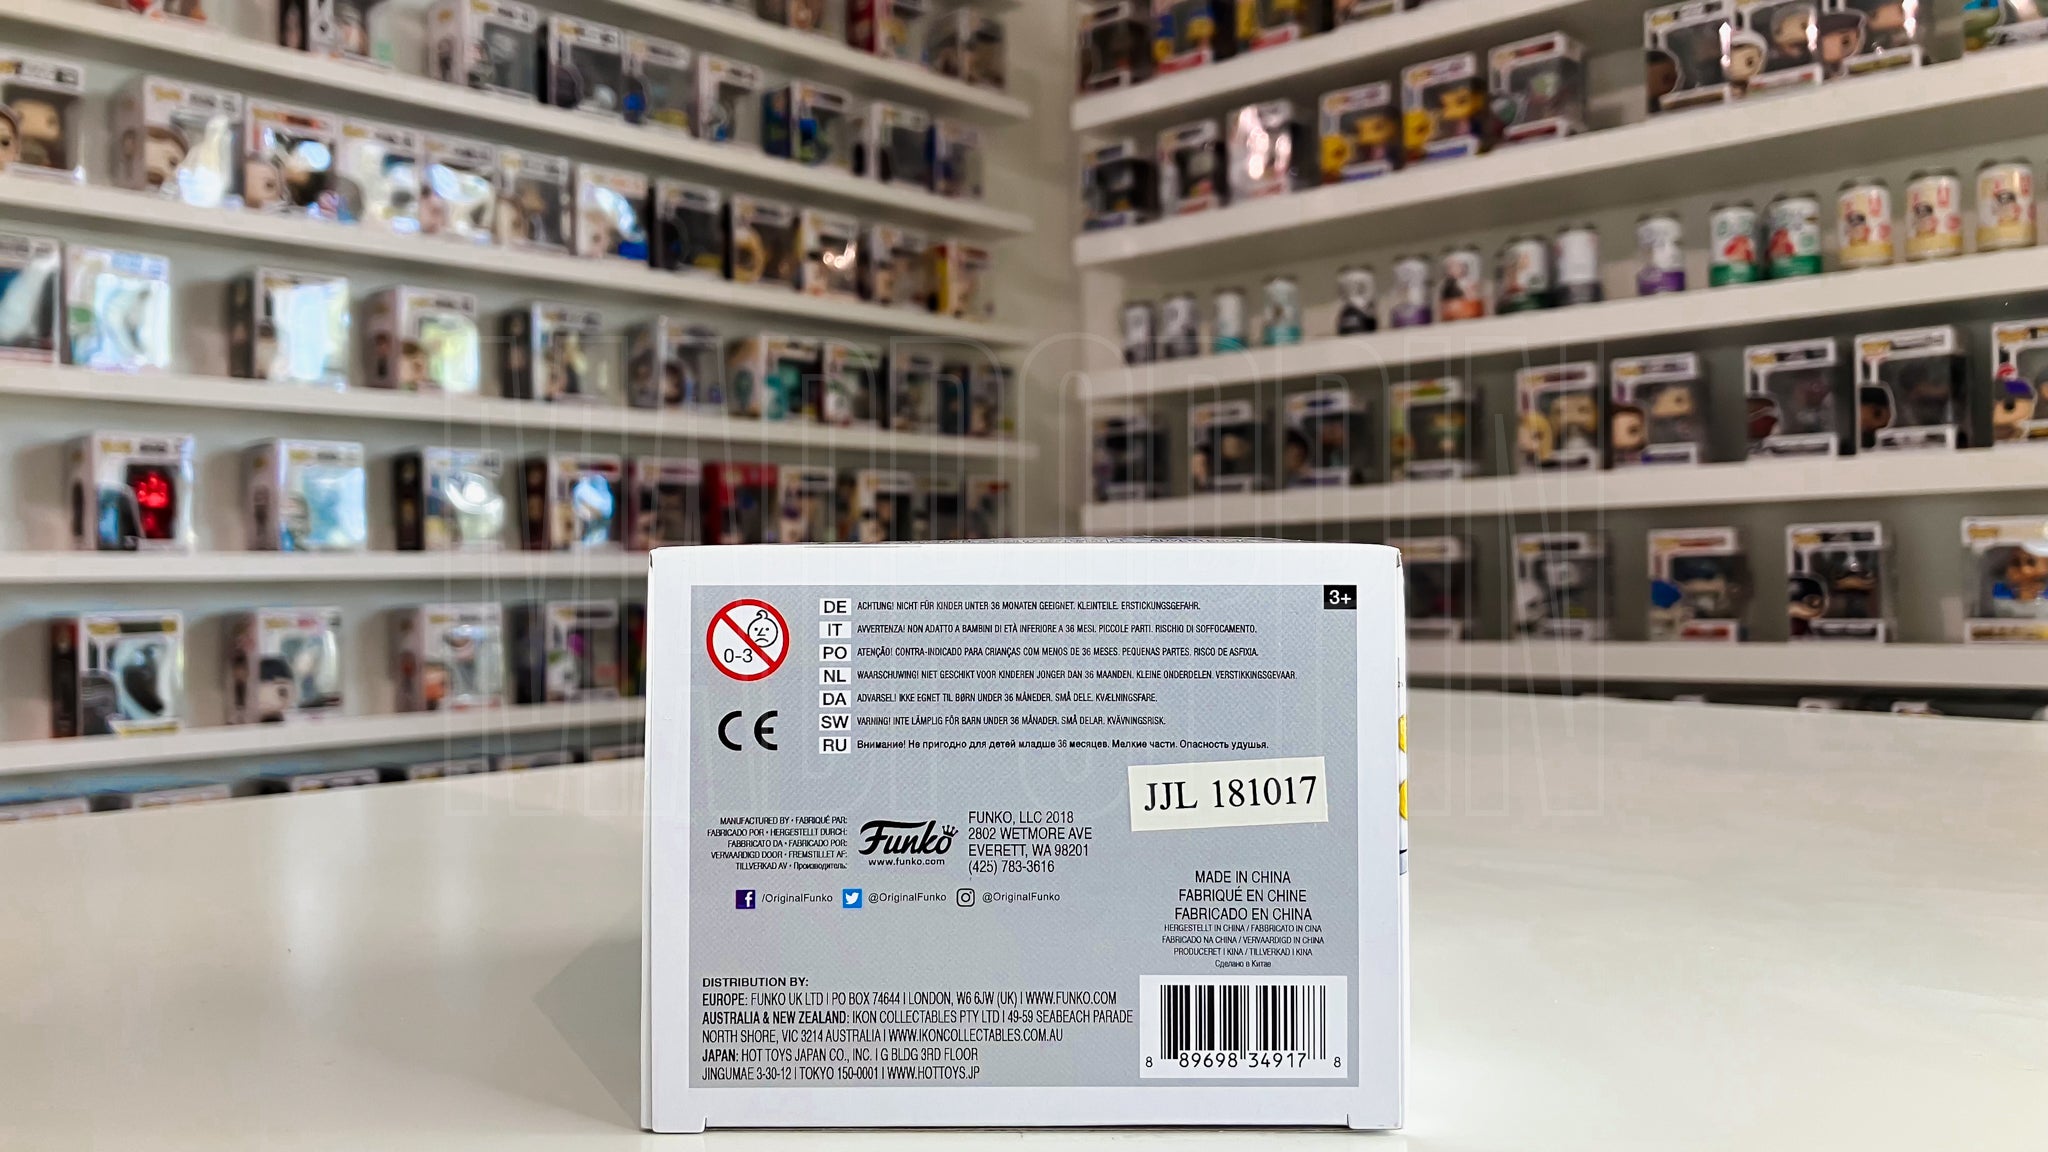 MADPOPPIN
0-3
DE ACHTUNG! NICHT FÜR KINDER UNTER 36 MONATEN GEEIGNET. KLEINTEILE. ERSTICKUNGSGEFAHR.
IT AVVERTENZA! NON ADATTO A BAMBINI DI ETÀ INFERIORE A 36 MESI. PICCOLE PARTI. RISCHIO DI SOFFOCAMENTO.
PO ATENÇÃO! CONTRA-INDICADO PARA CRIANÇAS COM MENOS DE 36 MESES. PEQUENAS PARTES. RISCO DE ASFIXIA.
NL WAARSCHUWING! NIET GESCHIKT VOOR KINDEREN JONGER DAN 36 MAANDEN. KLEINE ONDERDELEN. VERSTIKKINGSGEVAAR.
DA ADVARSEL! IKKE EGNET TIL BØRN UNDER 36 MÅNEDER. SMÅ DELE. KVÆLNINGSFARE.
SW VARNING! INTE LÄMPLIG FÖR BARN UNDER 36 MÅNADER. SMÅ DELAR. KVÄVNINGSRISK.
RU Внимание! Не пригодно для детей младше 36 месяцев. Мелкие части. Опасность удушья.
3+
CE
JJL 181017
MANUFACTURED BY • FABRIQUÉ PAR:
FABRICADO POR • HERGESTELLT DURCH:
FABBRICATO DA • FABRICADO POR:
VERVAARDIGD DOOR • FREMSTILLET AF:
TILLVERKAD AV • Производитель:
Funko
www.funko.com
FUNKO, LLC 2018
2802 WETMORE AVE
EVERETT, WA 98201
(425) 783-3616
/OriginalFunko @OriginalFunko @OriginalFunko
MADE IN CHINA
FABRIQUÉ EN CHINE
FABRICADO EN CHINA
HERGESTELLT IN CHINA / FABBRICATO IN CINA
FABRICADO NA CHINA / VERVAARDIGD IN CHINA
PRODUCERET I KINA / TILLVERKAD I KINA
Сделано в Китае
DISTRIBUTION BY:
EUROPE: FUNKO UK LTD | PO BOX 74644 | LONDON, W6 6JW (UK) | WWW.FUNKO.COM
AUSTRALIA & NEW ZEALAND: IKON COLLECTABLES PTY LTD | 49-59 SEABEACH PARADE
NORTH SHORE, VIC 3214 AUSTRALIA | WWW.IKONCOLLECTABLES.COM.AU
JAPAN: HOT TOYS JAPAN CO., INC. | G BLDG 3RD FLOOR
JINGUMAE 3-30-12 | TOKYO 150-0001 | WWW.HOTTOYS.JP
8 89698 34917 8